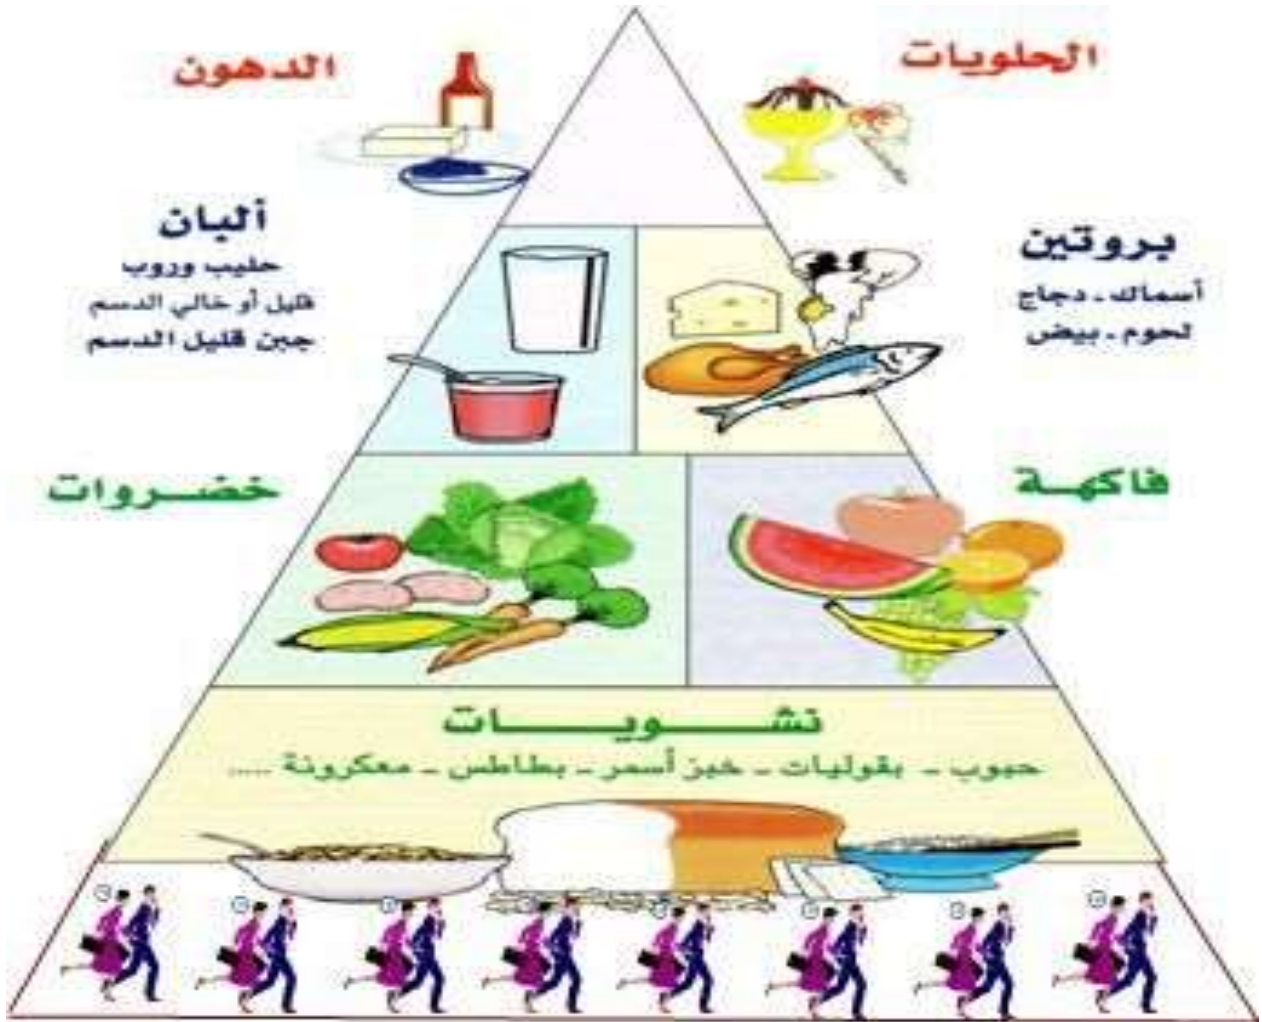 الحلويات
الدهون
بروتين
أسماك - دجاج
لحوم - بيض
ألبان
حليب وروب
قليل أو خالي الدسم
جبن قليل الدسم
فاكهة
خضروات
نشويات
حبوب - بقوليات - خبز أسمر - بطاطس - معكرونة .....